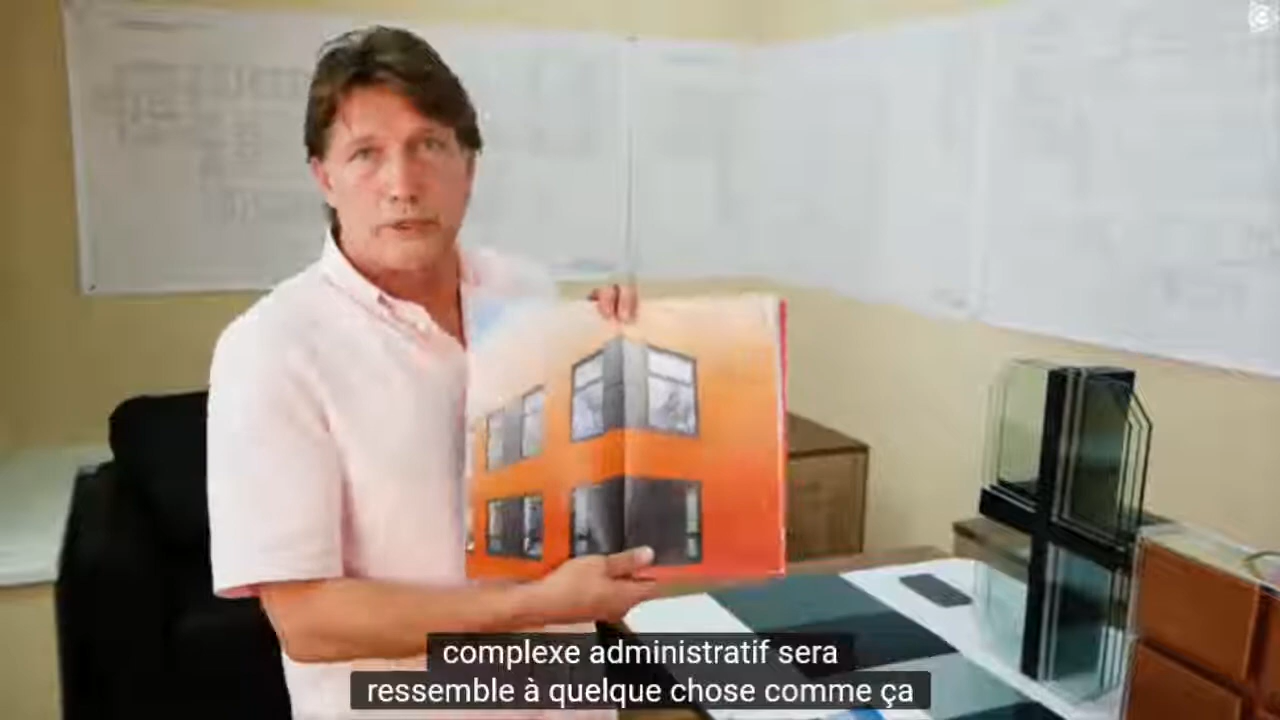 complexe administratif sera
ressemble à quelque chose comme ça